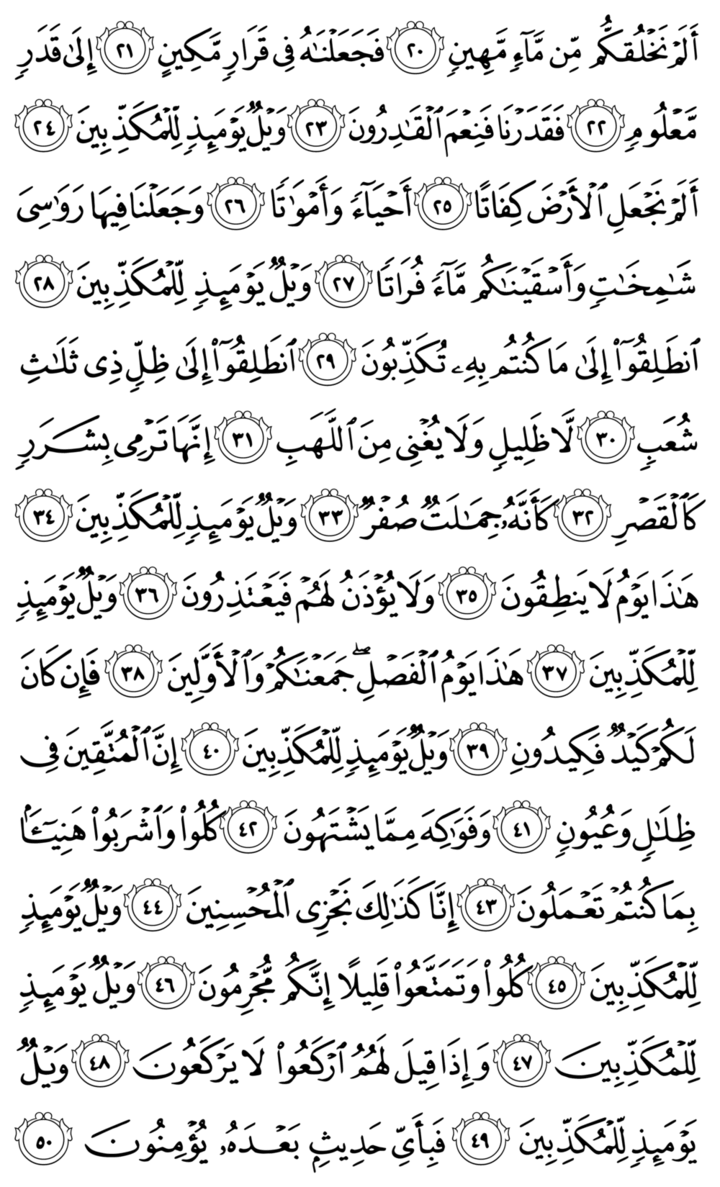 أَلَمۡ نَخۡلُقكُّم مِّن مَّآءٖ مَّهِينٖ ٢٠ فَجَعَلۡنَٰهُ فِي قَرَارٖ مَّكِينٍ ٢١ إِلَىٰ قَدَرٖ
مَّعۡلُومٖ ٢٢ فَقَدَرۡنَا فَنِعۡمَ ٱلۡقَٰدِرُونَ ٢٣ وَيۡلٞ يَوۡمَئِذٖ لِّلۡمُكَذِّبِينَ ٢٤
أَلَمۡ نَجۡعَلِ ٱلۡأَرۡضَ كِفَاتًا ٢٥ أَحۡيَآءٗ وَأَمۡوَٰتٗا ٢٦ وَجَعَلۡنَا فِيهَا رَوَٰسِيَ
شَٰمِخَٰتٖ وَأَسۡقَيۡنَٰكُم مَّآءٗ فُرَاتٗا ٢٧ وَيۡلٞ يَوۡمَئِذٖ لِّلۡمُكَذِّبِينَ ٢٨
ٱنطَلِقُوٓاْ إِلَىٰ مَا كُنتُم بِهِۦ تُكَذِّبُونَ ٢٩ ٱنطَلِقُوٓاْ إِلَىٰ ظِلّٖ ذِي ثَلَٰثِ
شُعَبٖ ٣٠ لَّا ظَلِيلٖ وَلَا يُغۡنِي مِنَ ٱللَّهَبِ ٣١ إِنَّهَا تَرۡمِي بِشَرَرٖ
كَٱلۡقَصۡرِ ٣٢ كَأَنَّهُۥ جِمَٰلَتٞ صُفۡرٞ ٣٣ وَيۡلٞ يَوۡمَئِذٖ لِّلۡمُكَذِّبِينَ ٣٤
هَٰذَا يَوۡمُ لَا يَنطِقُونَ ٣٥ وَلَا يُؤۡذَنُ لَهُمۡ فَيَعۡتَذِرُونَ ٣٦ وَيۡلٞ يَوۡمَئِذٖ
لِّلۡمُكَذِّبِينَ ٣٧ هَٰذَا يَوۡمُ ٱلۡفَصۡلِۖ جَمَعۡنَٰكُمۡ وَٱلۡأَوَّلِينَ ٣٨ فَإِن كَانَ
لَكُمۡ كَيۡدٞ فَكِيدُونِ ٣٩ وَيۡلٞ يَوۡمَئِذٖ لِّلۡمُكَذِّبِينَ ٤٠ إِنَّ ٱلۡمُتَّقِينَ فِي
ظِلَٰلٖ وَعُيُونٖ ٤١ وَفَوَٰكِهَ مِمَّا يَشۡتَهُونَ ٤٢ كُلُواْ وَٱشۡرَبُواْ هَنِيٓـَٔۢا
بِمَا كُنتُمۡ تَعۡمَلُونَ ٤٣ إِنَّا كَذَٰلِكَ نَجۡزِي ٱلۡمُحۡسِنِينَ ٤٤ وَيۡلٞ يَوۡمَئِذٖ
لِّلۡمُكَذِّبِينَ ٤٥ كُلُواْ وَتَمَتَّعُواْ قَلِيلًا إِنَّكُم مُّجۡرِمُونَ ٤٦ وَيۡلٞ يَوۡمَئِذٖ
لِّلۡمُكَذِّبِينَ ٤٧ وَإِذَا قِيلَ لَهُمُ ٱرۡكَعُواْ لَا يَرۡكَعُونَ ٤٨ وَيۡلٞ
يَوۡمَئِذٖ لِّلۡمُكَذِّبِينَ ٤٩ فَبِأَيِّ حَدِيثِۭ بَعۡدَهُۥ يُؤۡمِنُونَ ٥٠